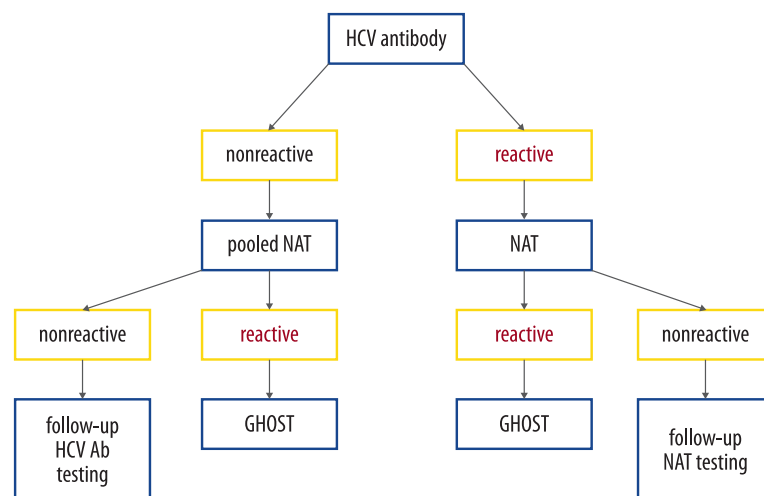 HCV antibody
nonreactive
reactive
pooled NAT
NAT
nonreactive
reactive
reactive
nonreactive
follow-up
HCV Ab
testing
GHOST
GHOST
follow-up
NAT testing